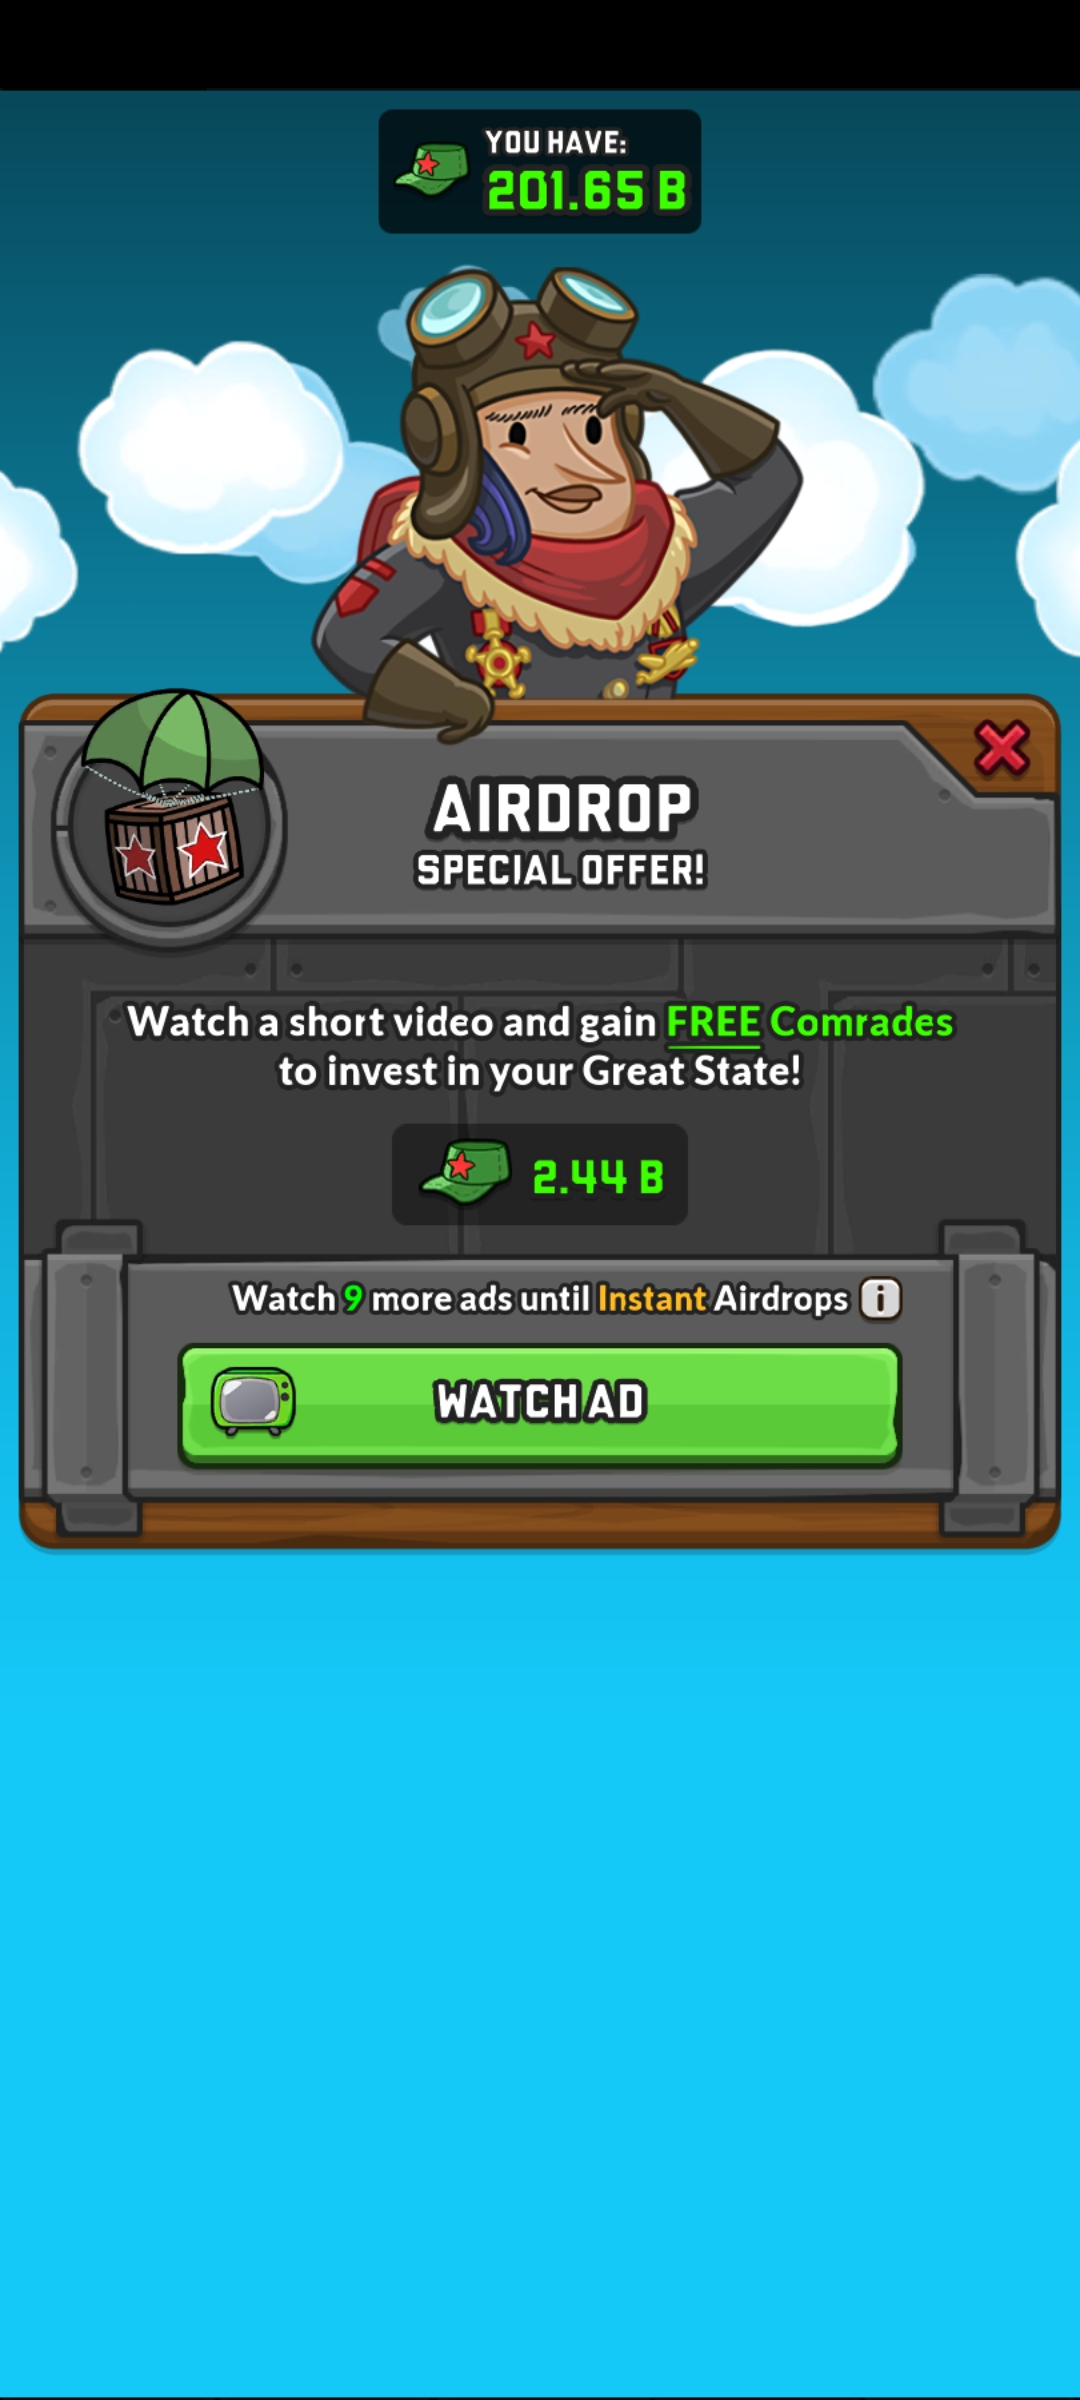 YOU HAVE:
201.65 B
AIRDROP
SPECIAL OFFER!
Watch a short video and gain FREE Comrades
to invest in your Great State!
2.44 B
Watch 9 more ads until Instant Airdrops i
WATCH AD